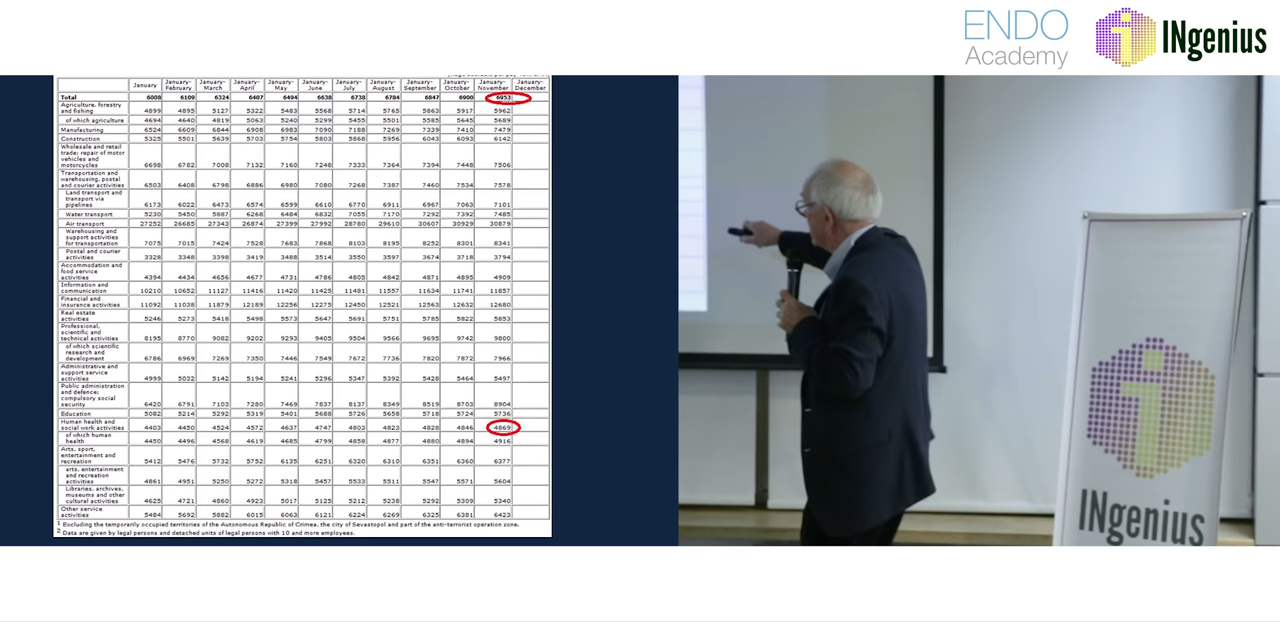 ENDO
Academy
INgenius
January January-February January-March January-April January-May January-June January-July January-August January-September January-October January-November January-December
Total 6008 6109 6324 6407 6494 6638 6738 6784 6847 6900 6953
Agriculture, forestry and fishing 4899 4895 5127 5322 5483 5568 5714 5765 5863 5917 5962
of which agriculture 4694 4640 4819 5063 5240 5299 5455 5501 5585 5645 5689
Manufacturing 6524 6609 6844 6908 6983 7090 7188 7269 7339 7410 7479
Construction 5325 5501 5639 5703 5754 5803 5868 5956 6043 6093 6142
Wholesale and retail trade; repair of motor vehicles and motorcycles 6698 6782 7008 7132 7160 7248 7333 7364 7394 7448 7506
Transportation and warehousing, postal and courier activities 6503 6408 6798 6886 6980 7080 7268 7387 7460 7534 7578
Land transport and transport via pipelines 6173 6022 6473 6574 6599 6610 6770 6911 6967 7063 7101
Water transport 5230 5450 5887 6268 6484 6832 7055 7170 7292 7392 7485
Air transport 27252 26685 27343 26874 27399 27992 28780 29610 30607 30929 30879
Warehousing and support activities for transportation 7075 7015 7424 7528 7683 7868 8103 8195 8252 8301 8341
Postal and courier activities 3328 3348 3398 3419 3488 3514 3550 3597 3674 3718 3794
Accommodation and food service activities 4394 4434 4656 4677 4731 4786 4805 4842 4871 4895 4909
Information and communication 10210 10652 11127 11416 11420 11425 11481 11557 11634 11741 11857
Financial and insurance activities 11092 11038 11879 12189 12256 12275 12450 12521 12563 12632 12680
Real estate activities 5246 5273 5418 5498 5573 5647 5691 5751 5785 5822 5853
Professional, scientific and technical activities 8195 8770 9082 9202 9293 9405 9504 9566 9695 9742 9800
of which scientific research and development 6786 6969 7269 7350 7446 7549 7672 7736 7820 7872 7966
Administrative and support service activities 4999 5032 5142 5194 5241 5296 5347 5392 5428 5464 5497
Public administration and defence; compulsory social security 6420 6791 7103 7280 7469 7837 8137 8349 8519 8703 8904
Education 5082 5214 5292 5319 5401 5688 5726 5658 5718 5724 5736
Human health and social work activities 4403 4450 4524 4572 4637 4747 4803 4823 4828 4846 4869
of which human health 4450 4496 4568 4619 4685 4799 4858 4877 4880 4894 4916
Arts, sport, entertainment and recreation 5412 5476 5732 5752 6135 6251 6320 6310 6351 6360 6377
arts, entertainment and recreation activities 4861 4951 5250 5272 5318 5457 5533 5511 5547 5571 5604
Libraries, archives, museums and other cultural activities 4625 4721 4860 4923 5017 5125 5212 5238 5292 5309 5340
Other service activities 5484 5692 5882 6015 6063 6121 6224 6269 6325 6381 6423
1 Excluding the temporarily occupied territories of the Autonomous Republic of Crimea, the city of Sevastopol and part of the anti-terrorist operation zone.
2 Data are given by legal persons and detached units of legal persons with 10 and more employees.
INgenius